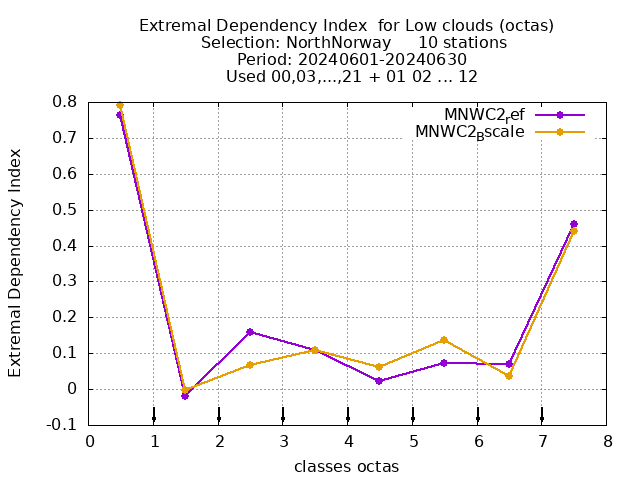 Extremal Dependency Index  for Low clouds (octas)
Selection: NorthNorway     10 stations
Period: 20240601-20240630
Used 00,03,...,21 + 01 02 ... 12
MNWC2ref
MNWC2Bscale
Extremal Dependency Index
0.8
0.7
0.6
0.5
0.4
0.3
0.2
0.1
0
-0.1
0 1 2 3 4 5 6 7 8
classes octas